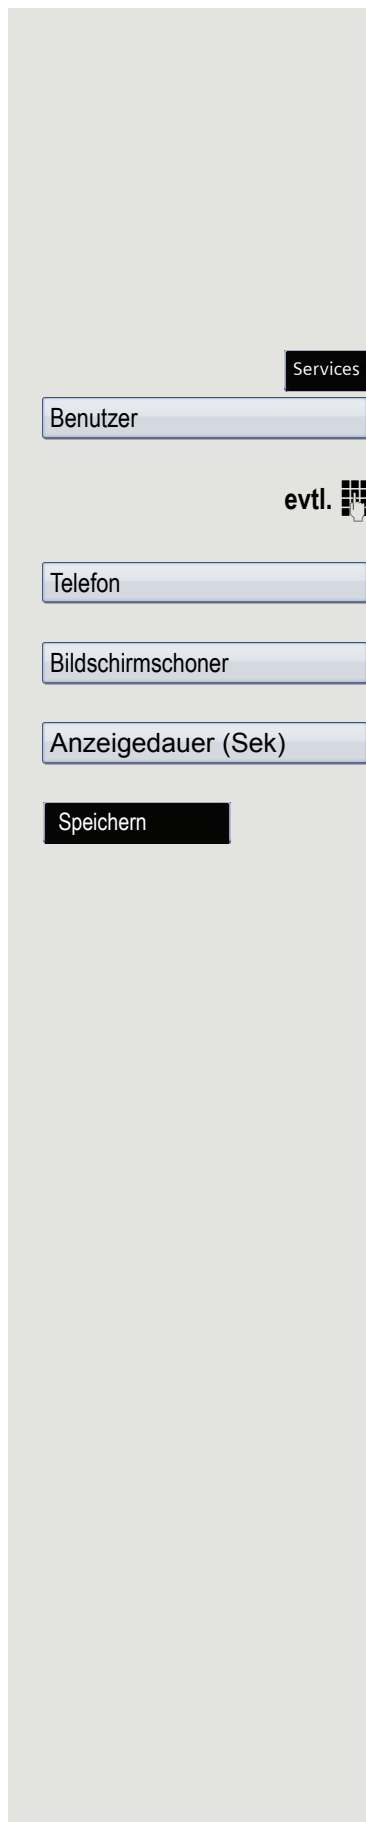 Services
Benutzer
evtl.
Telefon
Bildschirmschoner
Anzeigedauer (Sek)
Speichern